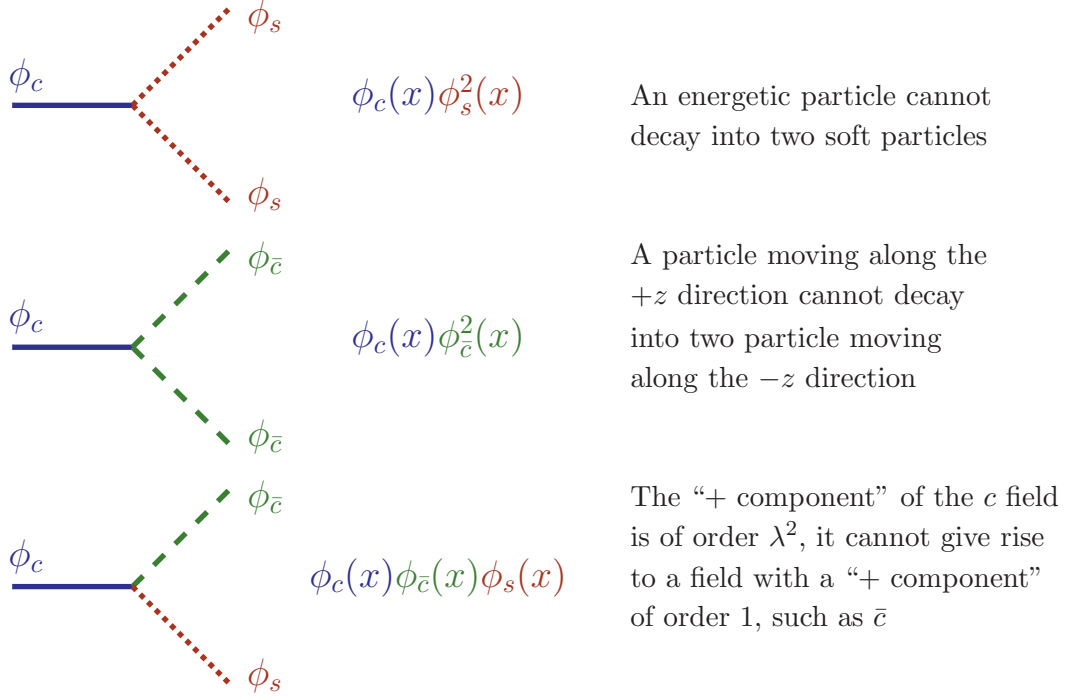 ϕ_s
ϕ_c
ϕ_c(x)ϕ_s^2(x)
An energetic particle cannot
decay into two soft particles
ϕ_s
ϕ_c̄
ϕ_c
ϕ_c(x)ϕ_c̄^2(x)
A particle moving along the
+z direction cannot decay
into two particle moving
along the −z direction
ϕ_c̄
ϕ_c̄
ϕ_c
ϕ_c(x)ϕ_c̄(x)ϕ_s(x)
The “+ component” of the c field
is of order λ^2, it cannot give rise
to a field with a “+ component”
of order 1, such as c̄
ϕ_s